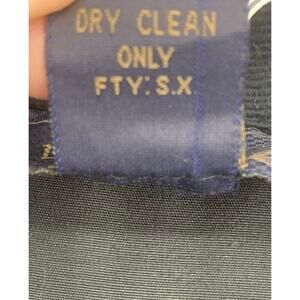 DRY CLEAN
ONLY
FTY: S.X